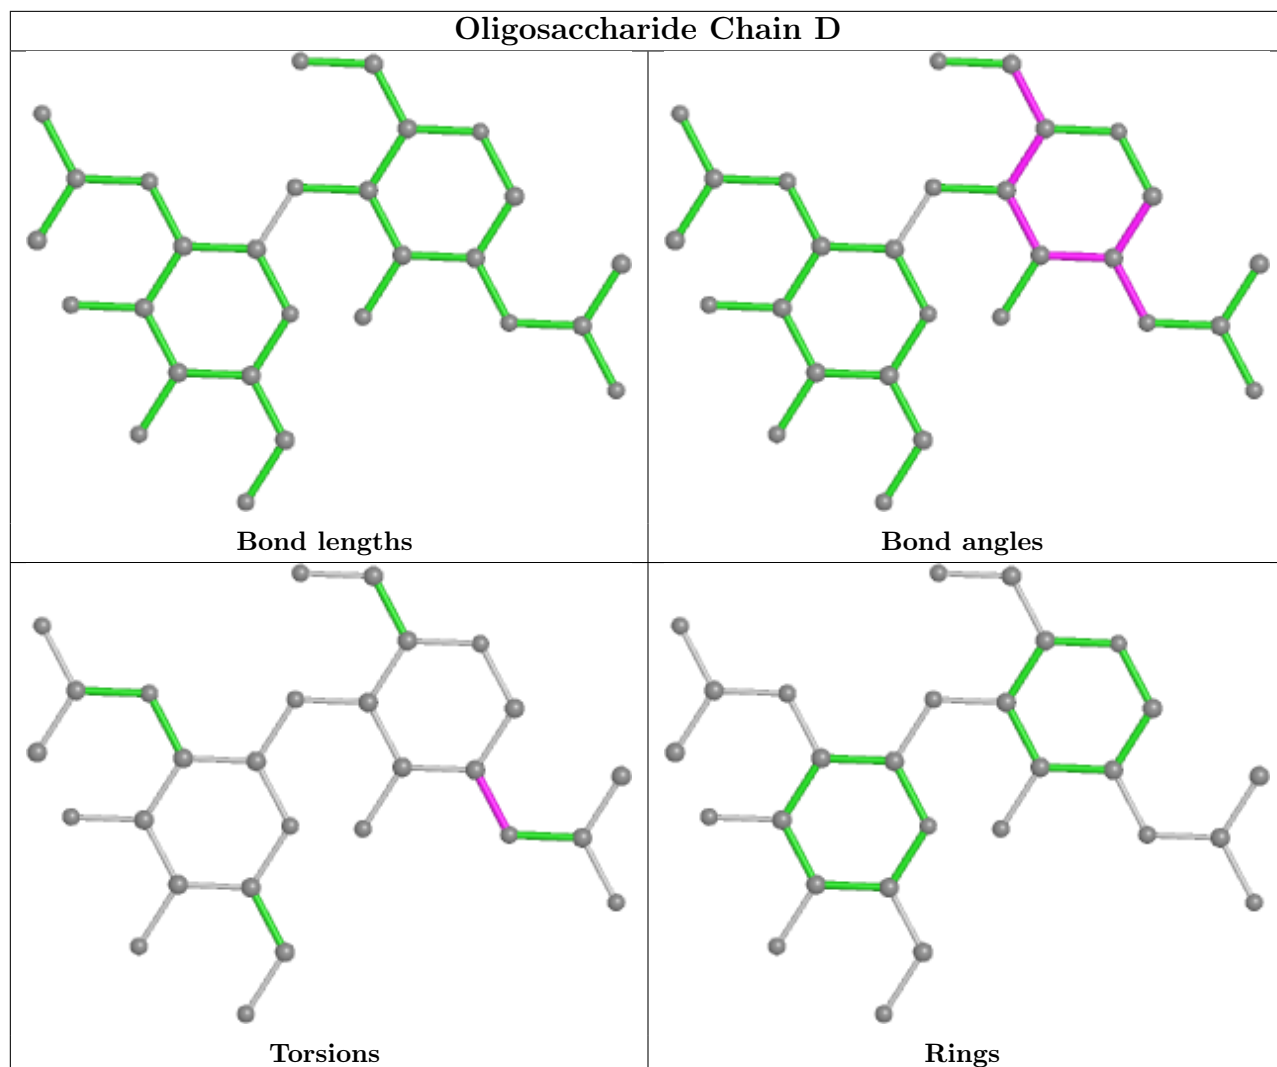 Oligosaccharide Chain D
Bond lengths
Bond angles
Torsions
Rings